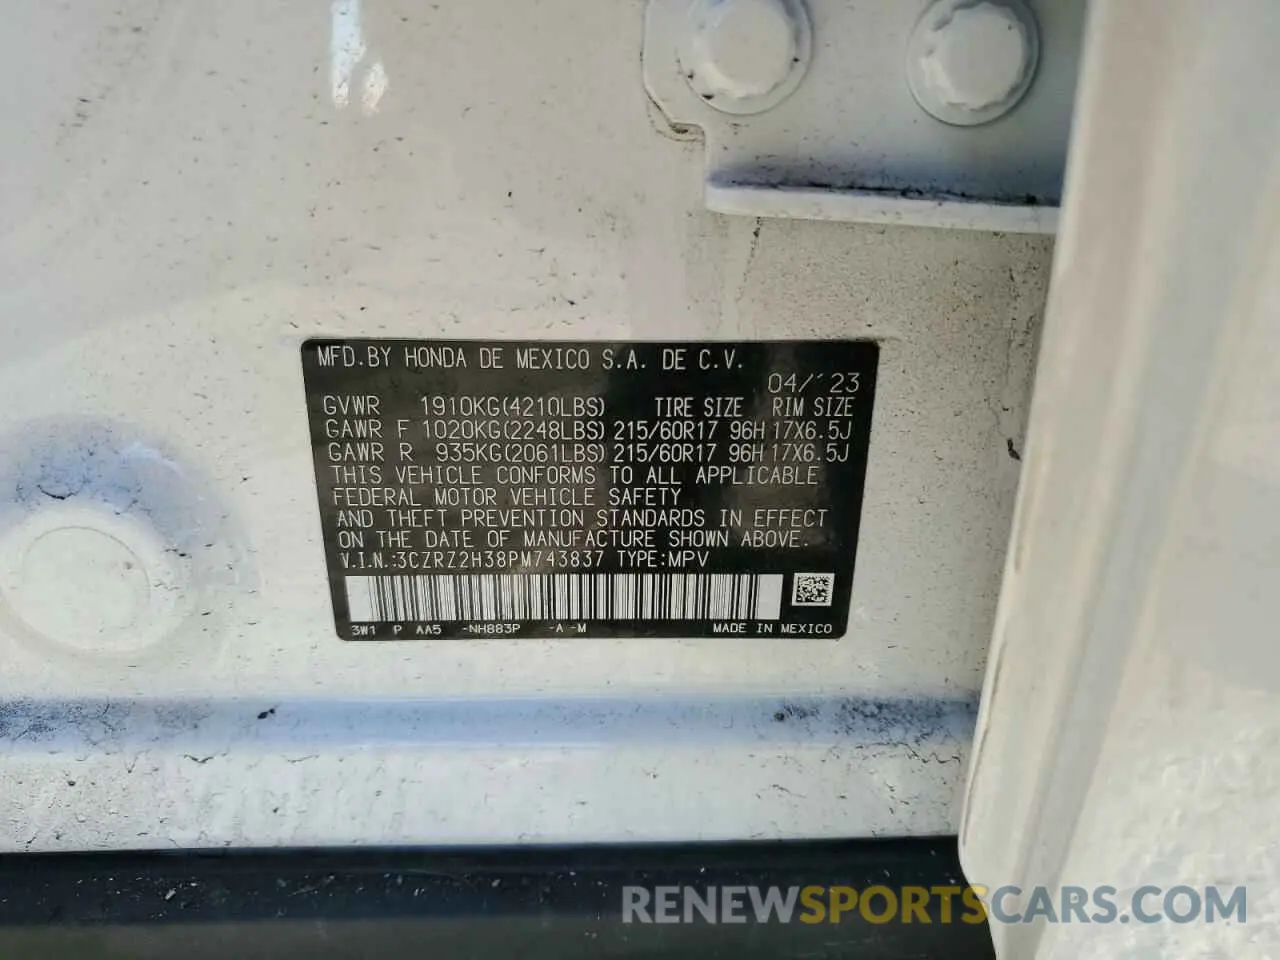 MFD.BY HONDA DE MEXICO S.A. DE C.V.
04/'23
GVWR 1910KG(4210LBS) TIRE SIZE RIM SIZE
GAWR F 1020KG(2248LBS) 215/60R17 96H 17X6.5J
GAWR R 935KG(2061LBS) 215/60R17 96H 17X6.5J
THIS VEHICLE CONFORMS TO ALL APPLICABLE
FEDERAL MOTOR VEHICLE SAFETY
AND THEFT PREVENTION STANDARDS IN EFFECT
ON THE DATE OF MANUFACTURE SHOWN ABOVE.
V.I.N.:3CZRZ2H38PM743837 TYPE:MPV
3W1 P AA5 -NH883P -A -M MADE IN MEXICO
RENEWSPORTSCARS.COM